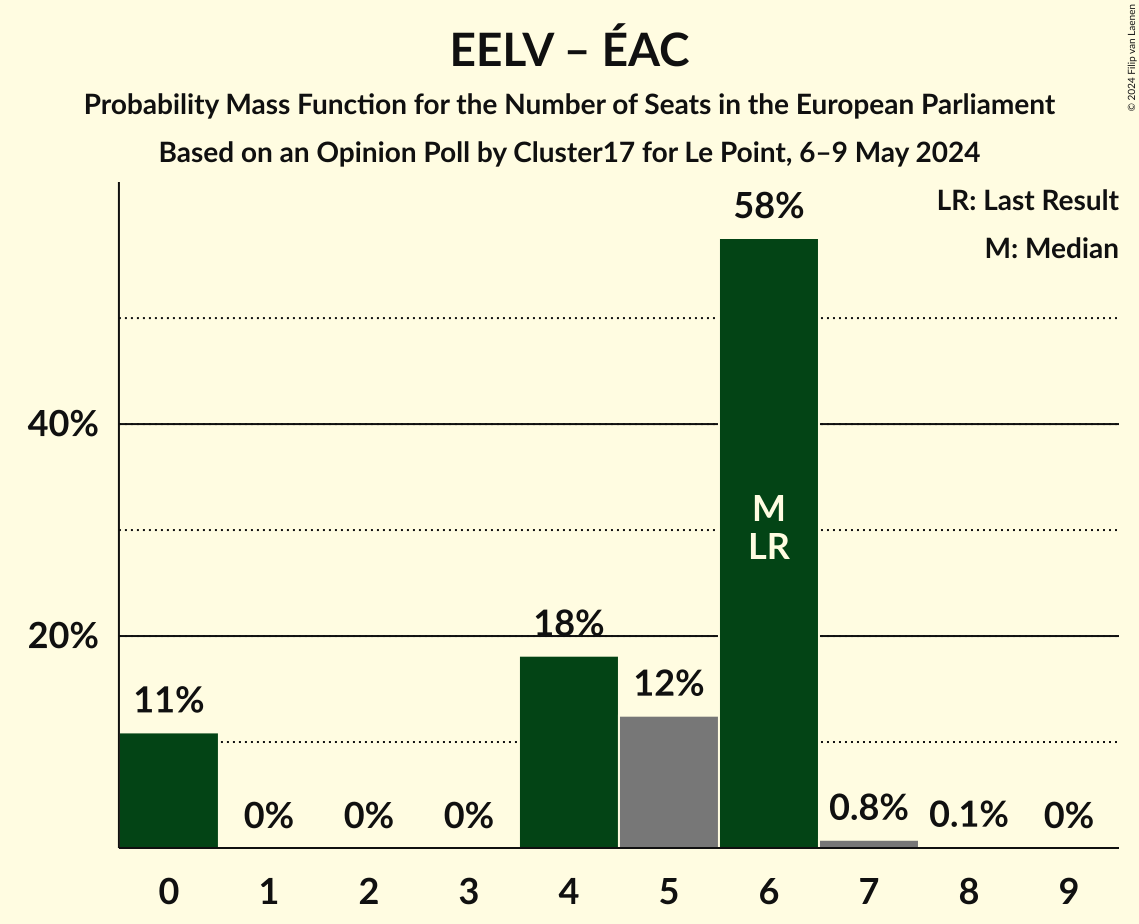 EELV – ÉAC
Probability Mass Function for the Number of Seats in the European Parliament
Based on an Opinion Poll by Cluster17 for Le Point, 6–9 May 2024
© 2024 Filip van Laenen
LR: Last Result
M: Median
58%
40%
M
LR
20%
18%
12%
11%
0%
0%
0%
0.8%
0.1%
0%
0 1 2 3 4 5 6 7 8 9